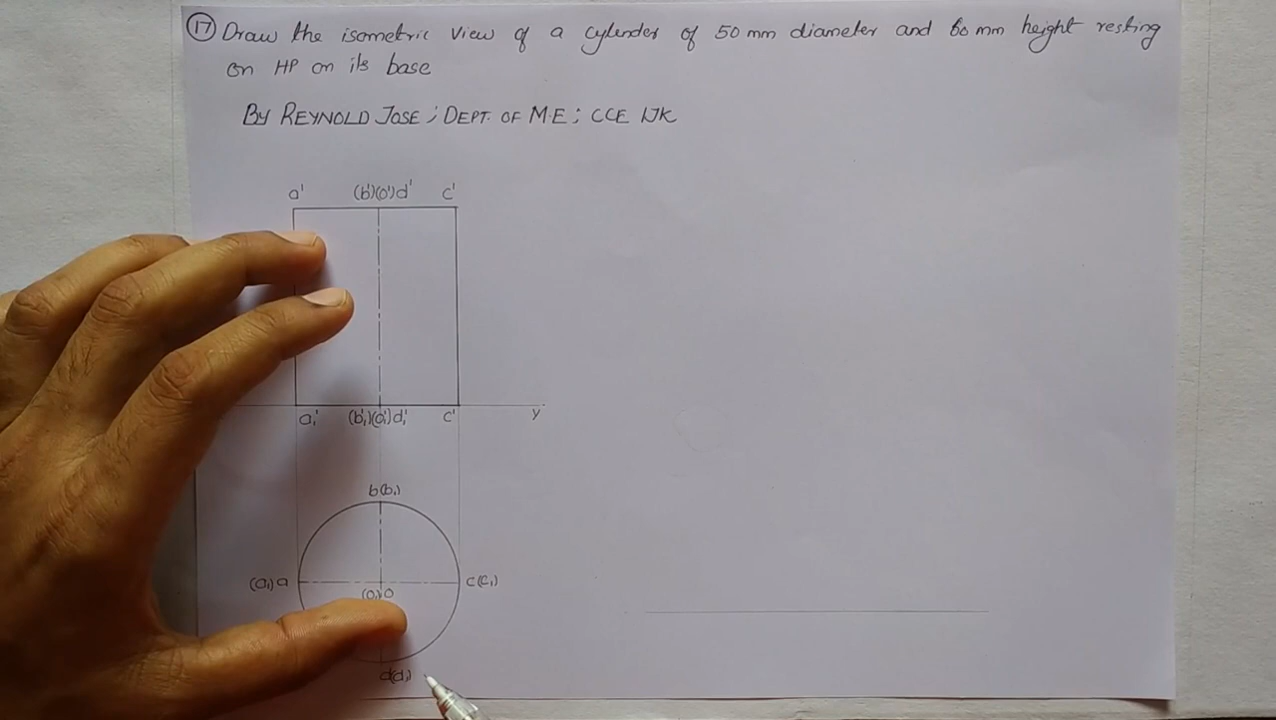 17 Draw the isometric view of a cylinder of 50 mm diameter and 60 mm height resting
on HP on its base
BY REYNOLD JOSE; DEPT. OF M.E; CCE IJK
a' (b')(o')d' c'
a₁' (b₁')(o₁')d₁' c' y
b(b₁)
(a₁)a c(c₁)
(o₁)o
d(d₁)